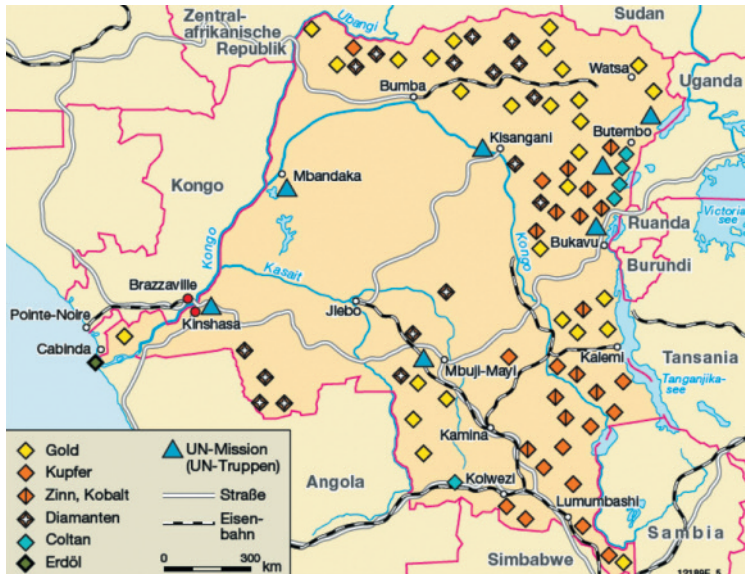 Zentral-
afrikanische
Republik
Ubangi
Sudan
Watsa
Uganda
Bumba
Butembo
Kisangani
Mbandaka
Kongo
Kongo
Kongo
Victoria-
see
Ruanda
Bukavu
Burundi
Kasait
Brazzaville
Pointe-Noire
Kinshasa
Jlebo
Cabinda
Kalemi
Tansania
Mbuji-Mayi
Tanganjika-
see
Kamina
Angola
Kolwezi
Lumumbashi
Sambia
Simbabwe
Gold
Kupfer
Zinn, Kobalt
Diamanten
Coltan
Erdöl
UN-Mission
(UN-Truppen)
Straße
Eisen-
bahn
0 300
km
12189F_5